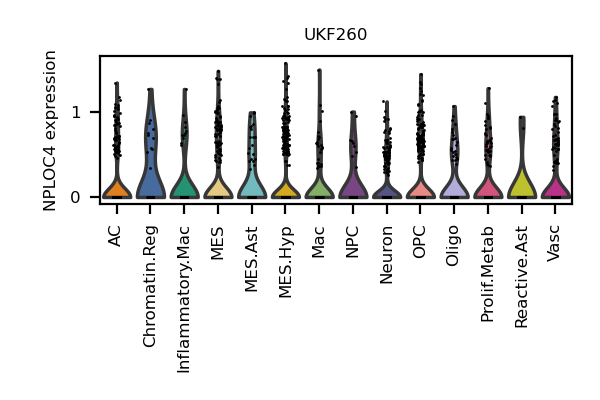 UKF260
NPLOC4 expression
1
0
AC
Chromatin.Reg
Inflammatory.Mac
MES
MES.Ast
MES.Hyp
Mac
NPC
Neuron
OPC
Oligo
Prolif.Metab
Reactive.Ast
Vasc